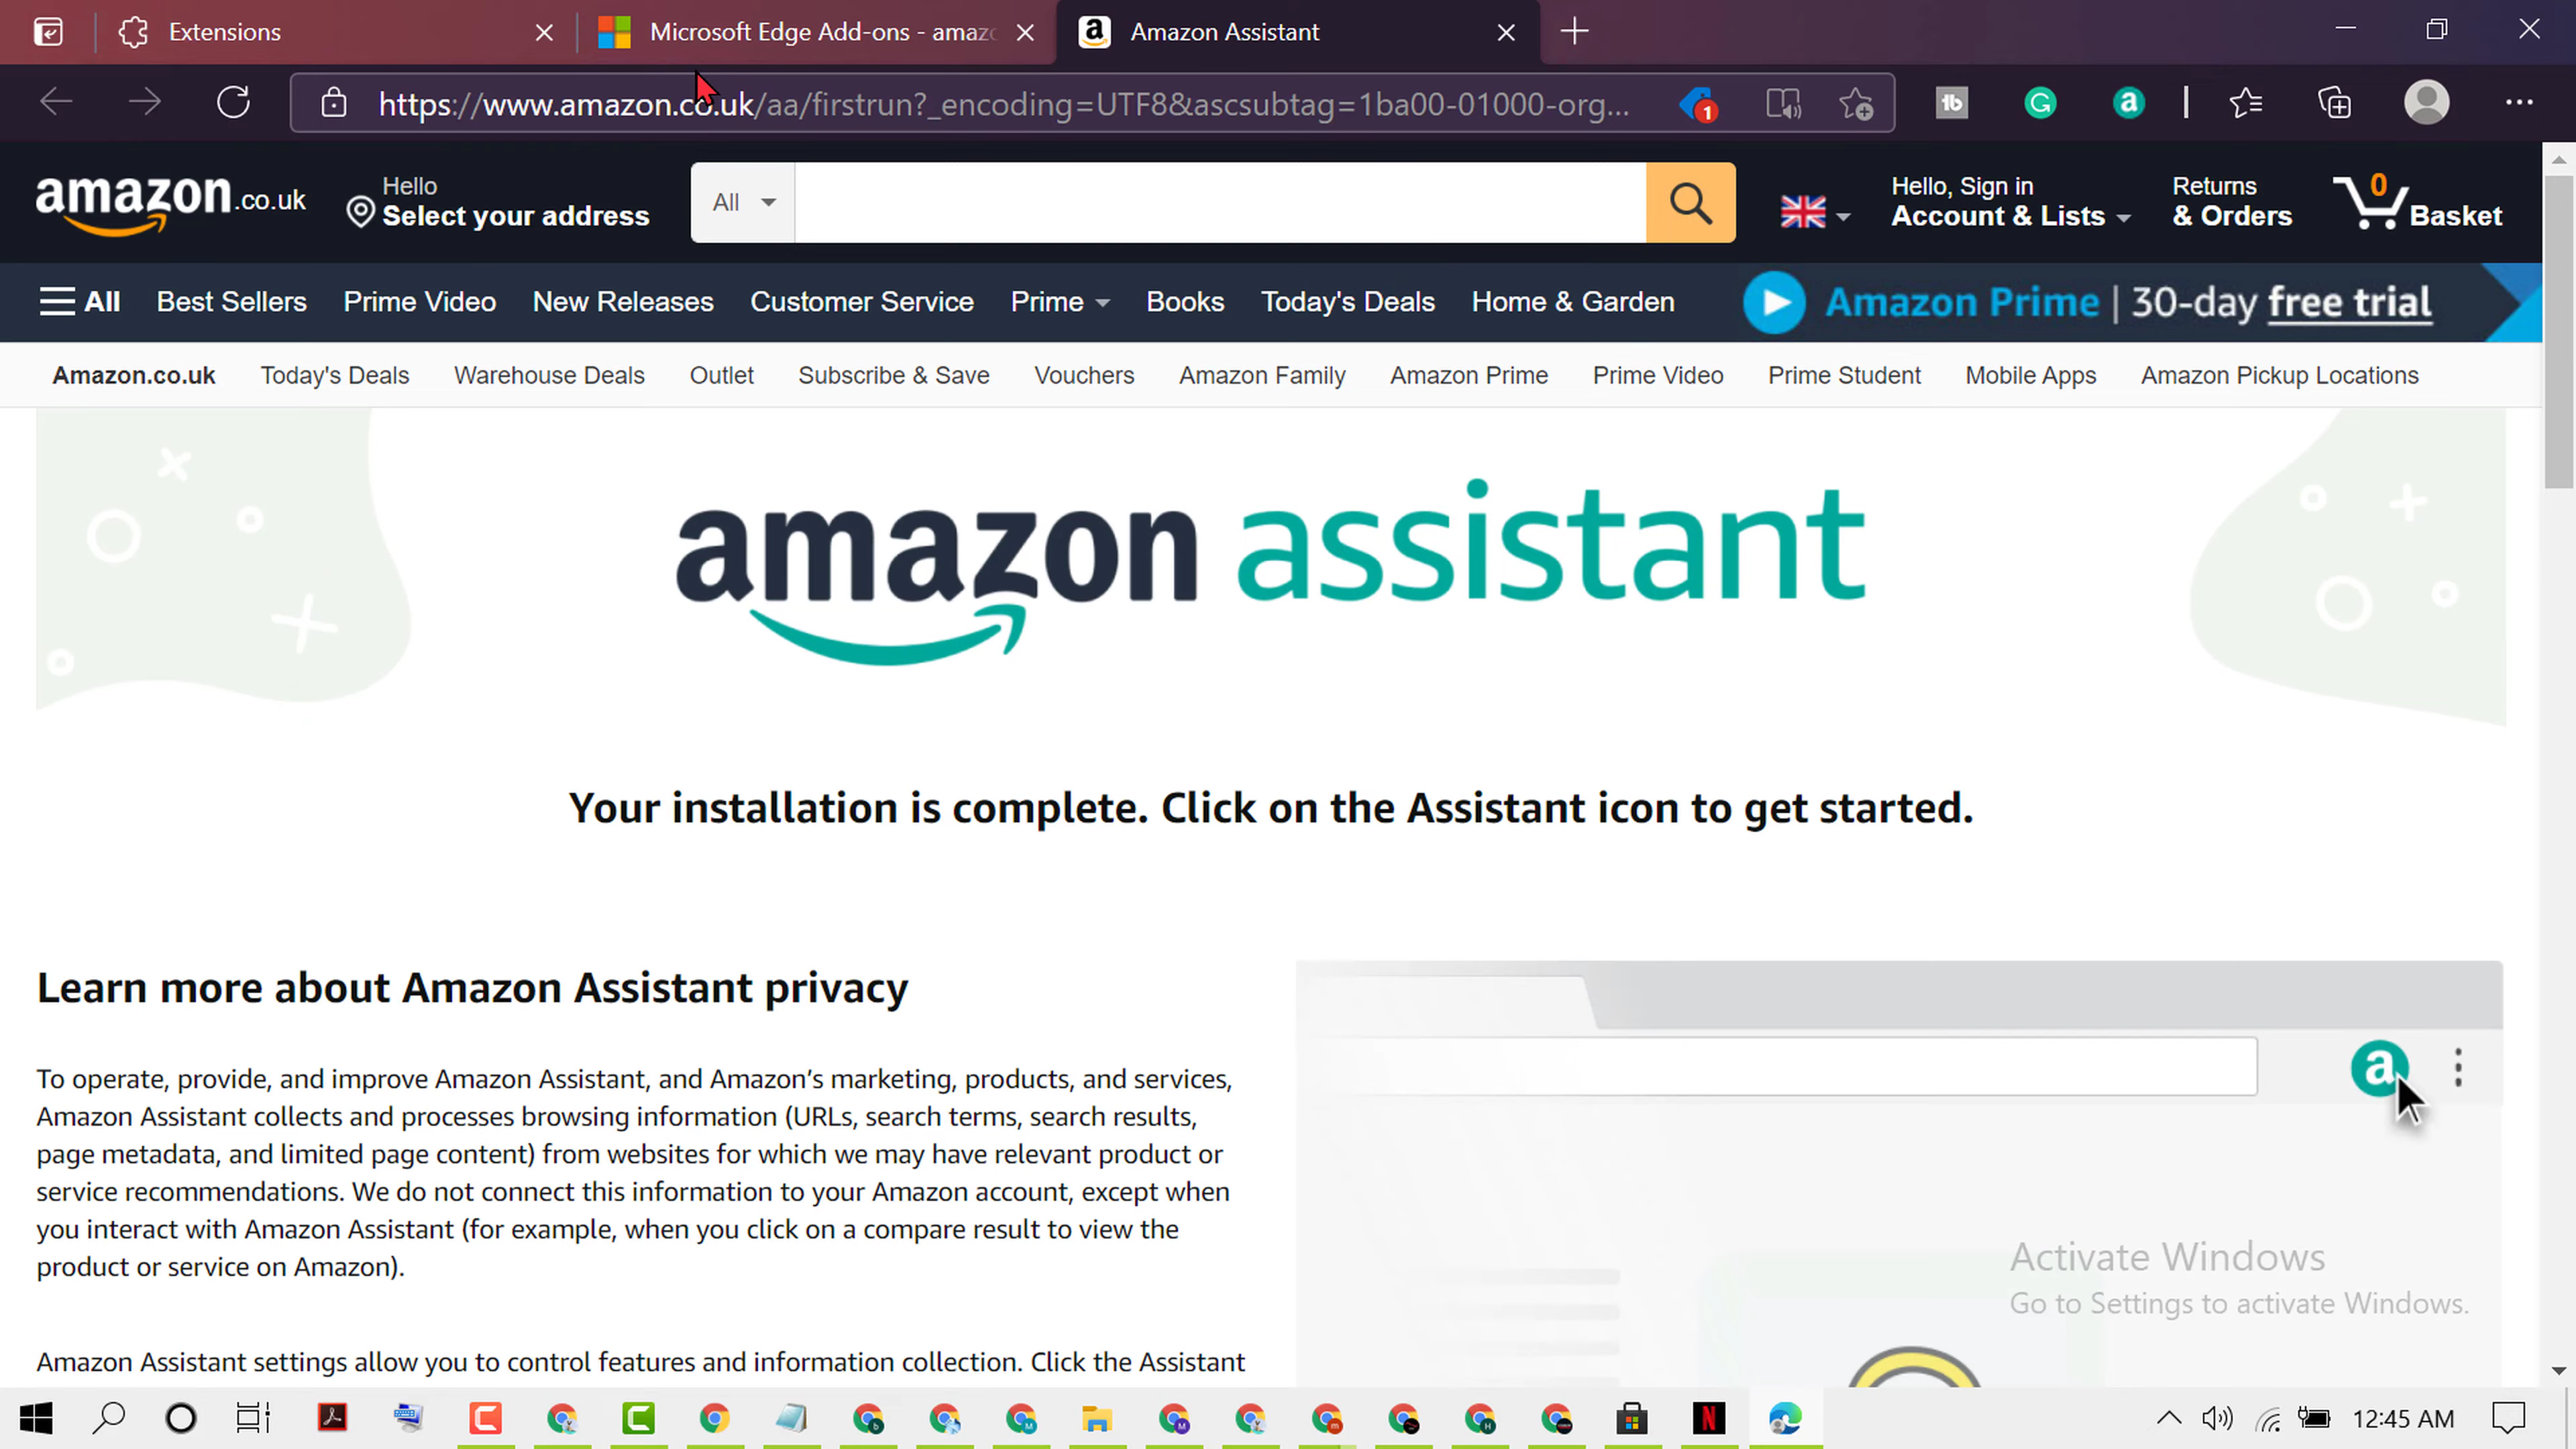 Extensions
Microsoft Edge Add-ons - amaz
Amazon Assistant
https://www.amazon.co.uk/aa/firstrun?_encoding=UTF8&ascsubtag=1ba00-01000-org...
1
tb
G
a
amazon.co.uk
Hello
Select your address
All
Hello, Sign in
Account & Lists
Returns
& Orders
0
Basket
All Best Sellers Prime Video New Releases Customer Service Prime Books Today's Deals Home & Garden
Amazon Prime | 30-day free trial
Amazon.co.uk Today's Deals Warehouse Deals Outlet Subscribe & Save Vouchers Amazon Family Amazon Prime Prime Video Prime Student Mobile Apps Amazon Pickup Locations
amazon assistant
Your installation is complete. Click on the Assistant icon to get started.
Learn more about Amazon Assistant privacy
To operate, provide, and improve Amazon Assistant, and Amazon’s marketing, products, and services,
Amazon Assistant collects and processes browsing information (URLs, search terms, search results,
page metadata, and limited page content) from websites for which we may have relevant product or
service recommendations. We do not connect this information to your Amazon account, except when
you interact with Amazon Assistant (for example, when you click on a compare result to view the
product or service on Amazon).
Amazon Assistant settings allow you to control features and information collection. Click the Assistant
a
Activate Windows
Go to Settings to activate Windows.
12:45 AM